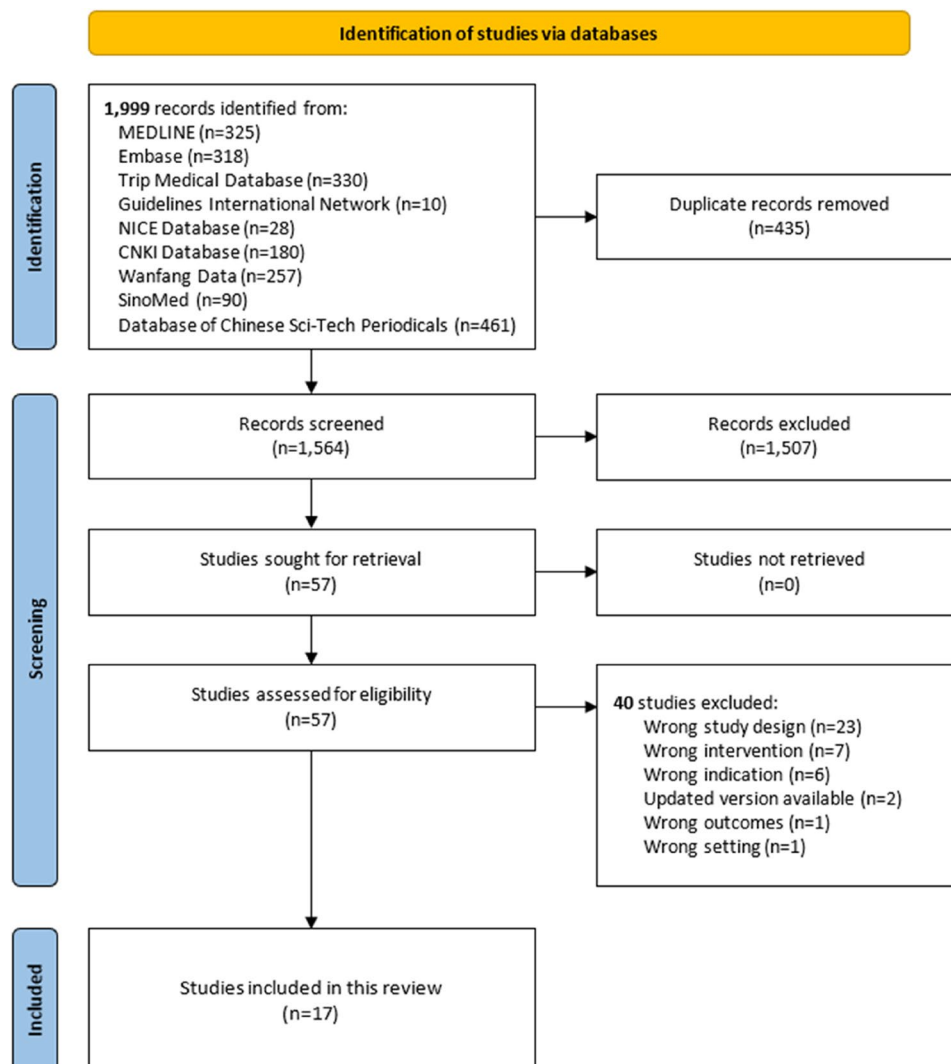 Identification of studies via databases
Identification
1,999 records identified from:
MEDLINE (n=325)
Embase (n=318)
Trip Medical Database (n=330)
Guidelines International Network (n=10)
NICE Database (n=28)
CNKI Database (n=180)
Wanfang Data (n=257)
SinoMed (n=90)
Database of Chinese Sci-Tech Periodicals (n=461)
Duplicate records removed
(n=435)
Screening
Records screened
(n=1,564)
Records excluded
(n=1,507)
Studies sought for retrieval
(n=57)
Studies not retrieved
(n=0)
Studies assessed for eligibility
(n=57)
40 studies excluded:
Wrong study design (n=23)
Wrong intervention (n=7)
Wrong indication (n=6)
Updated version available (n=2)
Wrong outcomes (n=1)
Wrong setting (n=1)
Included
Studies included in this review
(n=17)